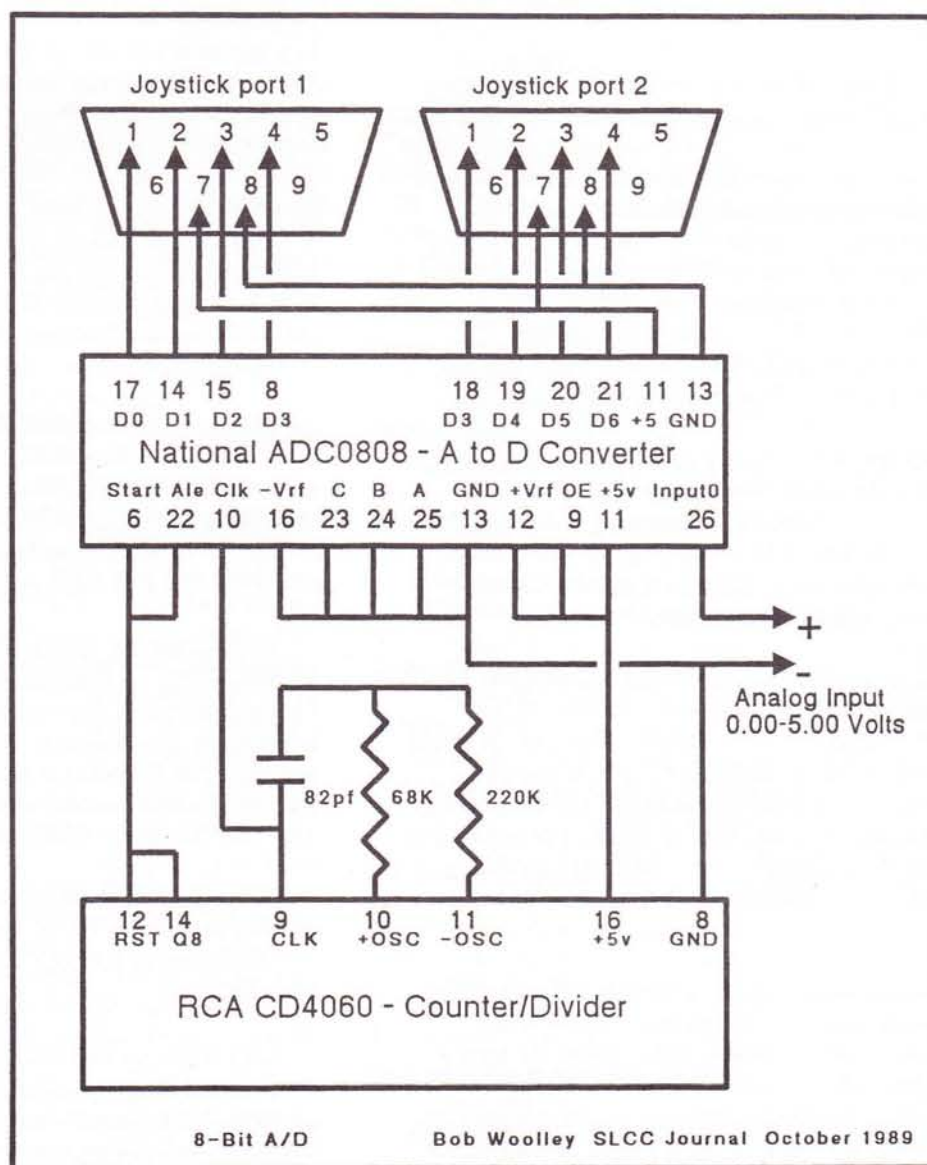 Joystick port 1 Joystick port 2
1 2 3 4 5 1 2 3 4 5
6 7 8 9 6 7 8 9
17 14 15 8 18 19 20 21 11 13
D0 D1 D2 D3 D3 D4 D5 D6 +5 GND
National ADC0808 - A to D Converter
Start Ale Clk -Vrf C B A GND +Vrf OE +5v Input0
6 22 10 16 23 24 25 13 12 9 11 26
+
-
Analog Input
0.00-5.00 Volts
82pf 68K 220K
12 14 9 10 11 16 8
RST Q8 CLK +OSC -OSC +5v GND
RCA CD4060 - Counter/Divider
8-Bit A/D Bob Woolley SLCC Journal October 1989